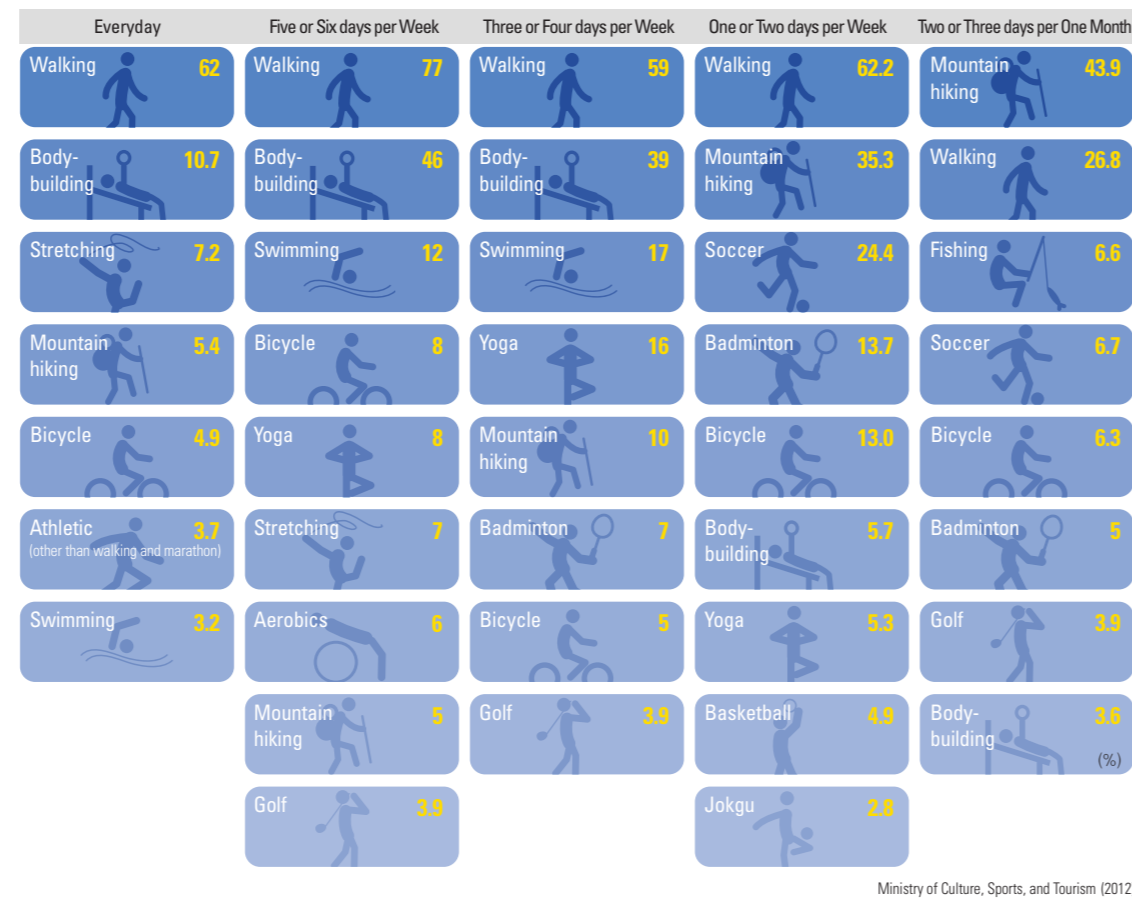 Everyday
Walking 62
Body-
building 10.7
Stretching 7.2
Mountain
hiking 5.4
Bicycle 4.9
Athletic 3.7
(other than walking and marathon)
Swimming 3.2
Five or Six days per Week
Walking 77
Body-
building 46
Swimming 12
Bicycle 8
Yoga 8
Stretching 7
Aerobics 6
Mountain
hiking 5
Golf 3.9
Three or Four days per Week
Walking 59
Body-
building 39
Swimming 17
Yoga 16
Mountain
hiking 10
Badminton 7
Bicycle 5
Golf 3.9
One or Two days per Week
Walking 62.2
Mountain
hiking 35.3
Soccer 24.4
Badminton 13.7
Bicycle 13.0
Body-
building 5.7
Yoga 5.3
Basketball 4.9
Jokgu 2.8
Two or Three days per One Month
Mountain
hiking 43.9
Walking 26.8
Fishing 6.6
Soccer 6.7
Bicycle 6.3
Badminton 5
Golf 3.9
Body-
building 3.6
(%)
Ministry of Culture, Sports, and Tourism (2012